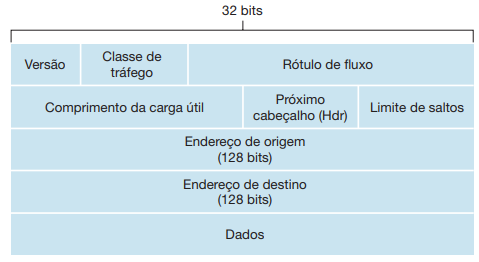 32 bits
Versão
Classe de
tráfego
Rótulo de fluxo
Comprimento da carga útil
Próximo
cabeçalho (Hdr)
Limite de saltos
Endereço de origem
(128 bits)
Endereço de destino
(128 bits)
Dados